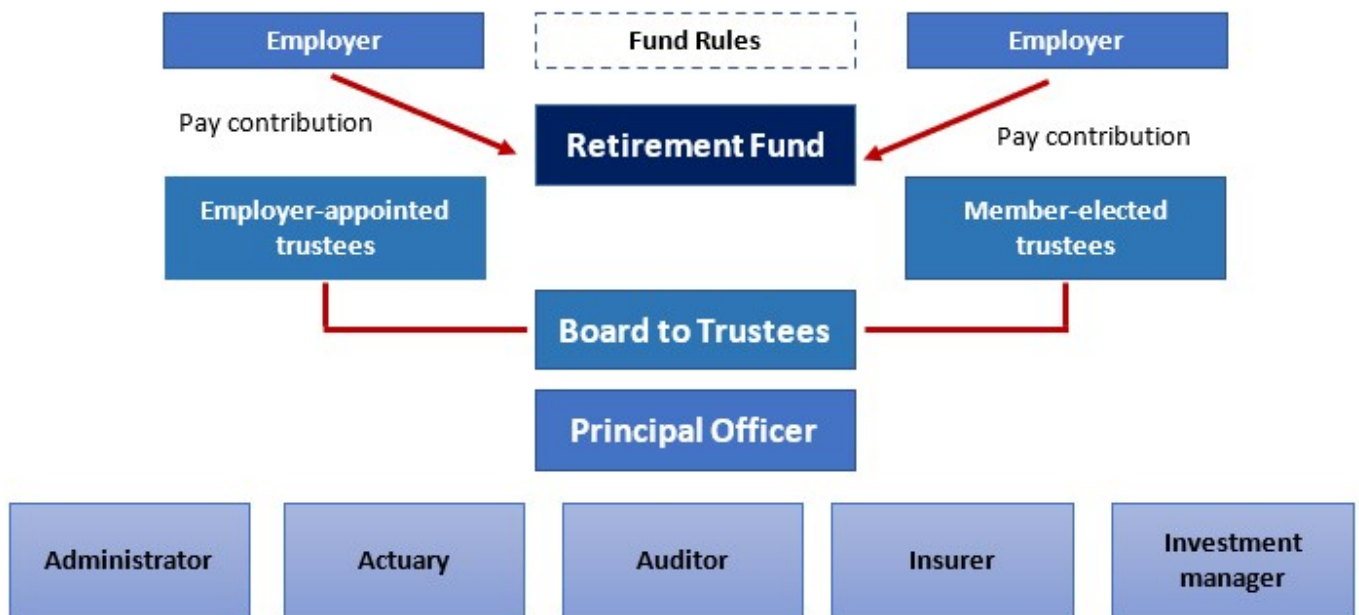 Employer
Fund Rules
Employer
Pay contribution
Retirement Fund
Pay contribution
Employer-appointed
trustees
Member-elected
trustees
Board to Trustees
Principal Officer
Administrator
Actuary
Auditor
Insurer
Investment
manager